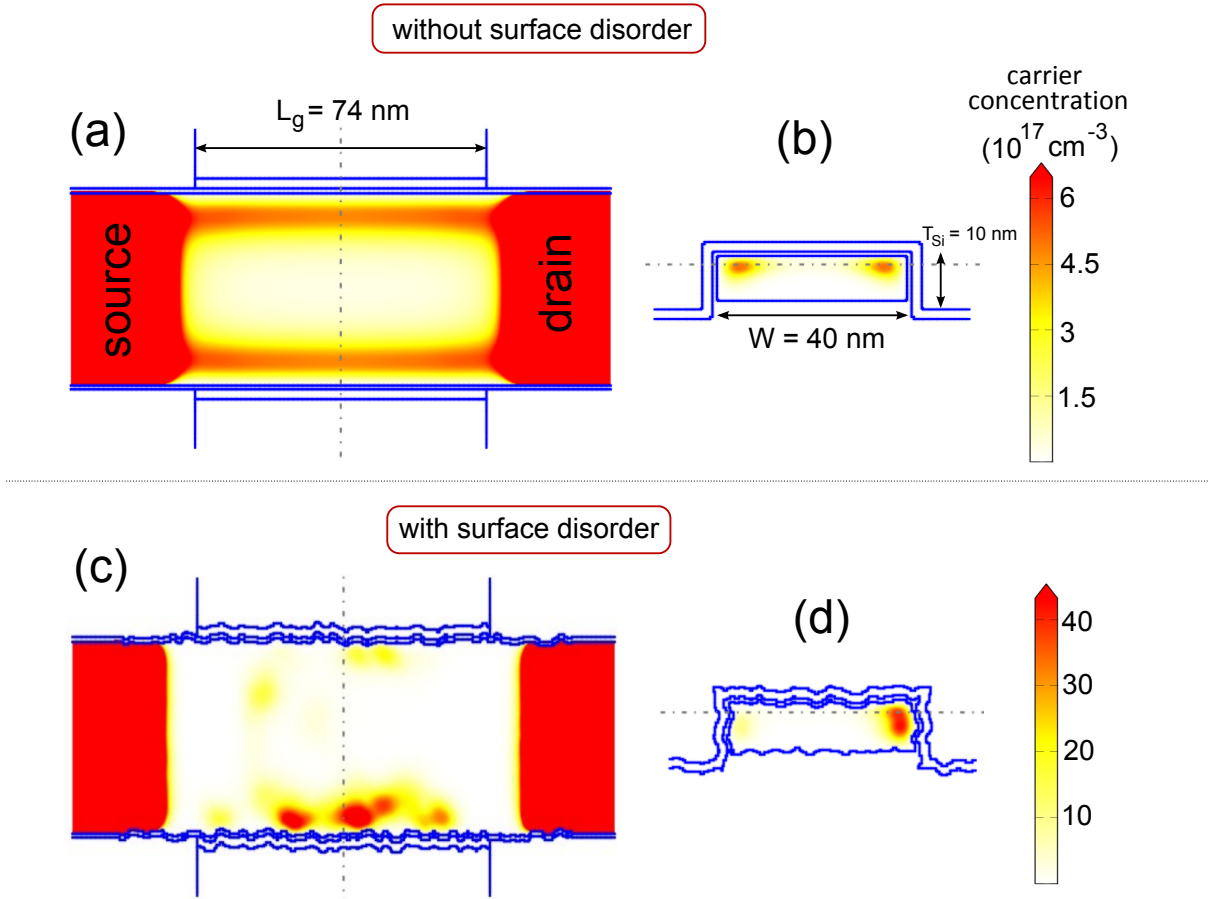 without surface disorder
(a)
L_g = 74 nm
source
drain
(b)
T_Si = 10 nm
W = 40 nm
carrier
concentration
(10^17 cm^-3)
6
4.5
3
1.5
with surface disorder
(c)
(d)
40
30
20
10